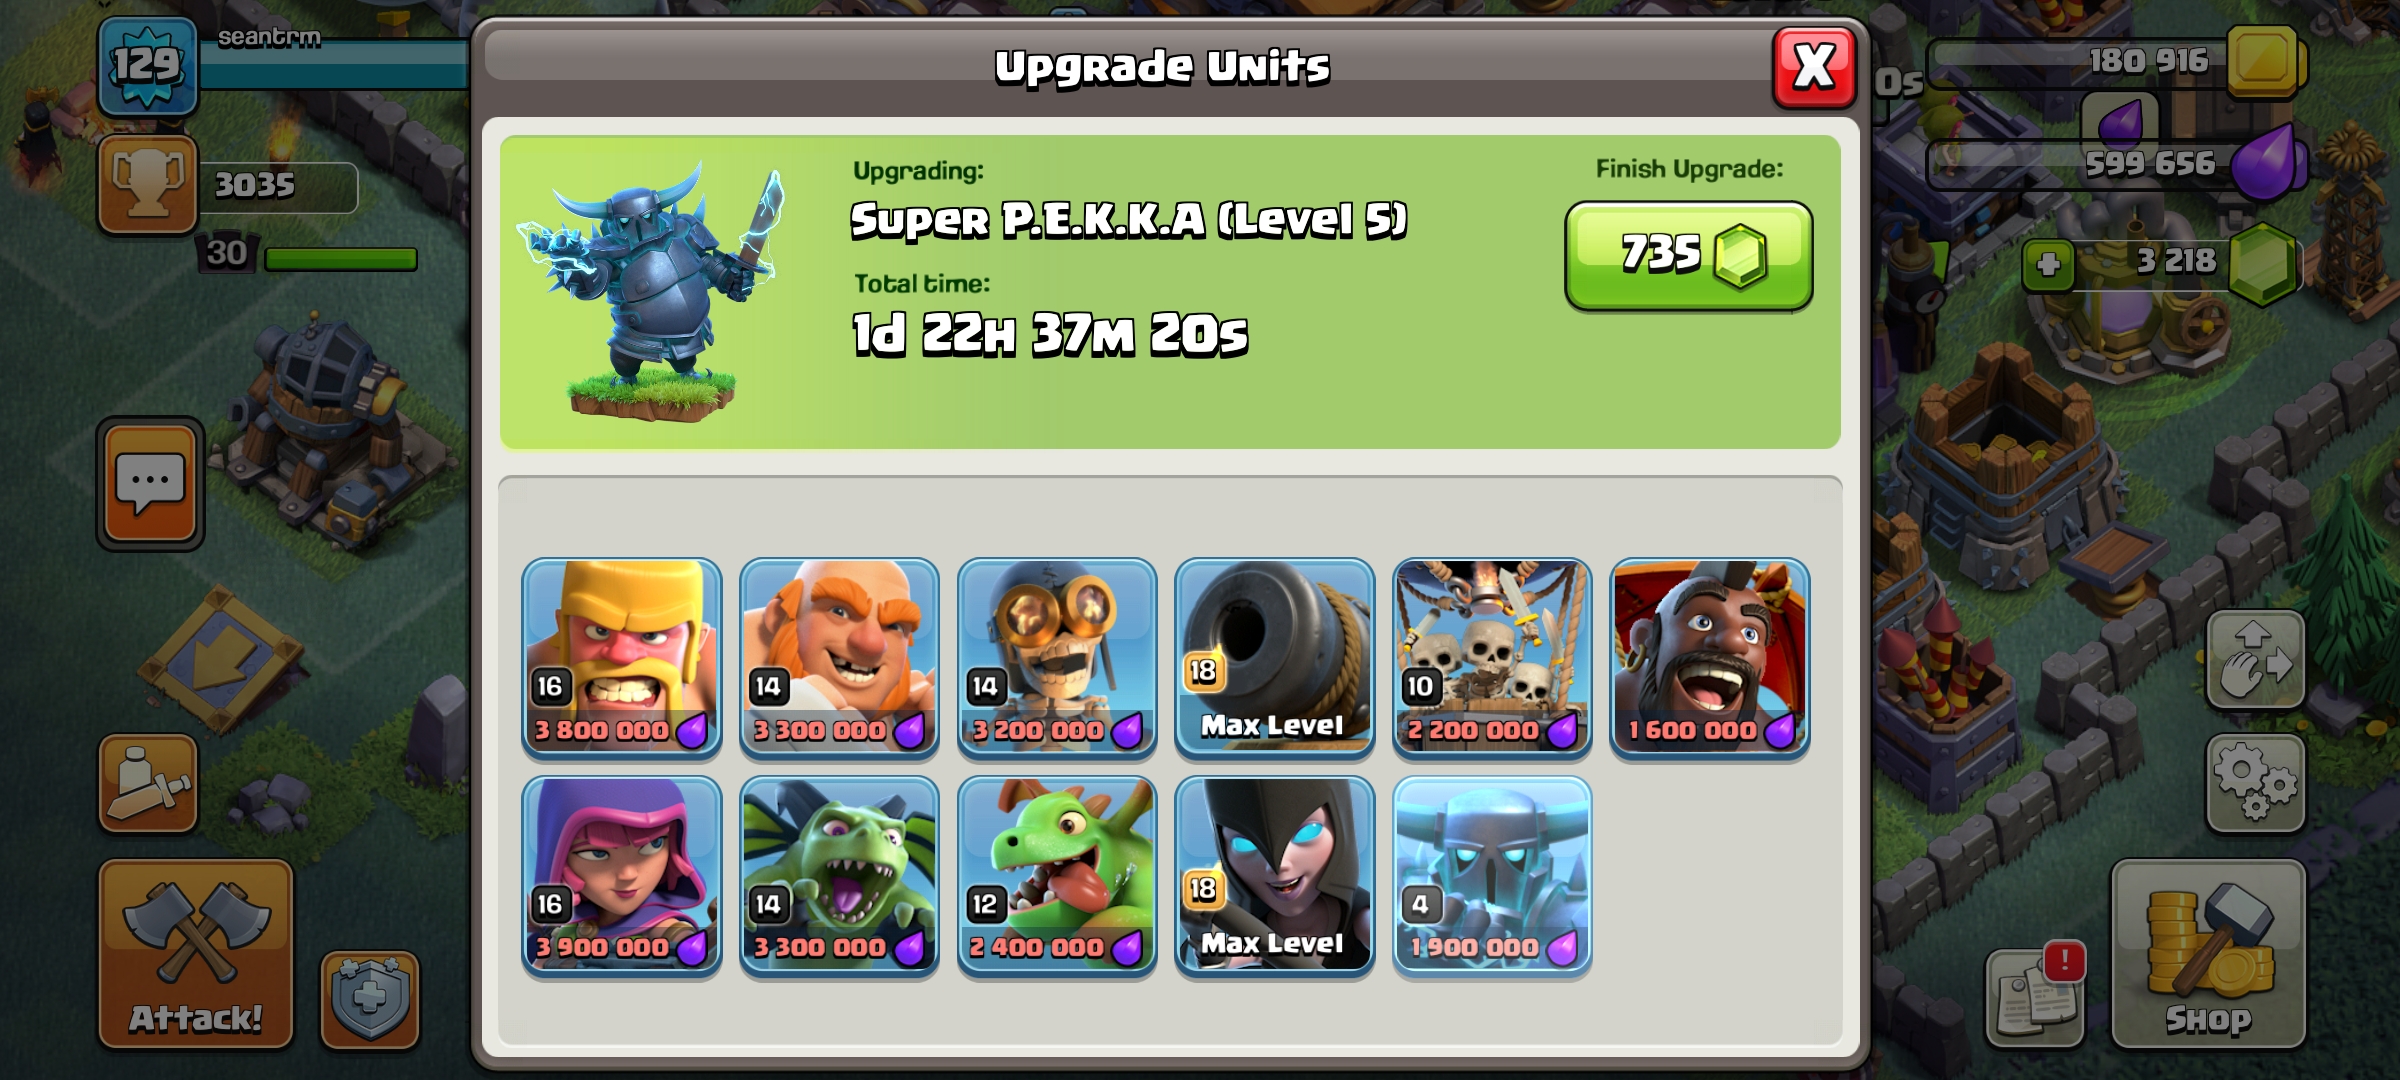 129
seantrm
3035
30
Upgrade Units
X
0s
180 916
599 656
3 218
Upgrading:
Super P.E.K.K.A (Level 5)
Total time:
1d 22H 37M 20s
Finish Upgrade:
735
16
3 800 000
14
3 300 000
14
3 200 000
18
Max Level
10
2 200 000
1 600 000
16
3 900 000
14
3 300 000
12
2 400 000
18
Max Level
4
1 900 000
Attack!
!
Shop